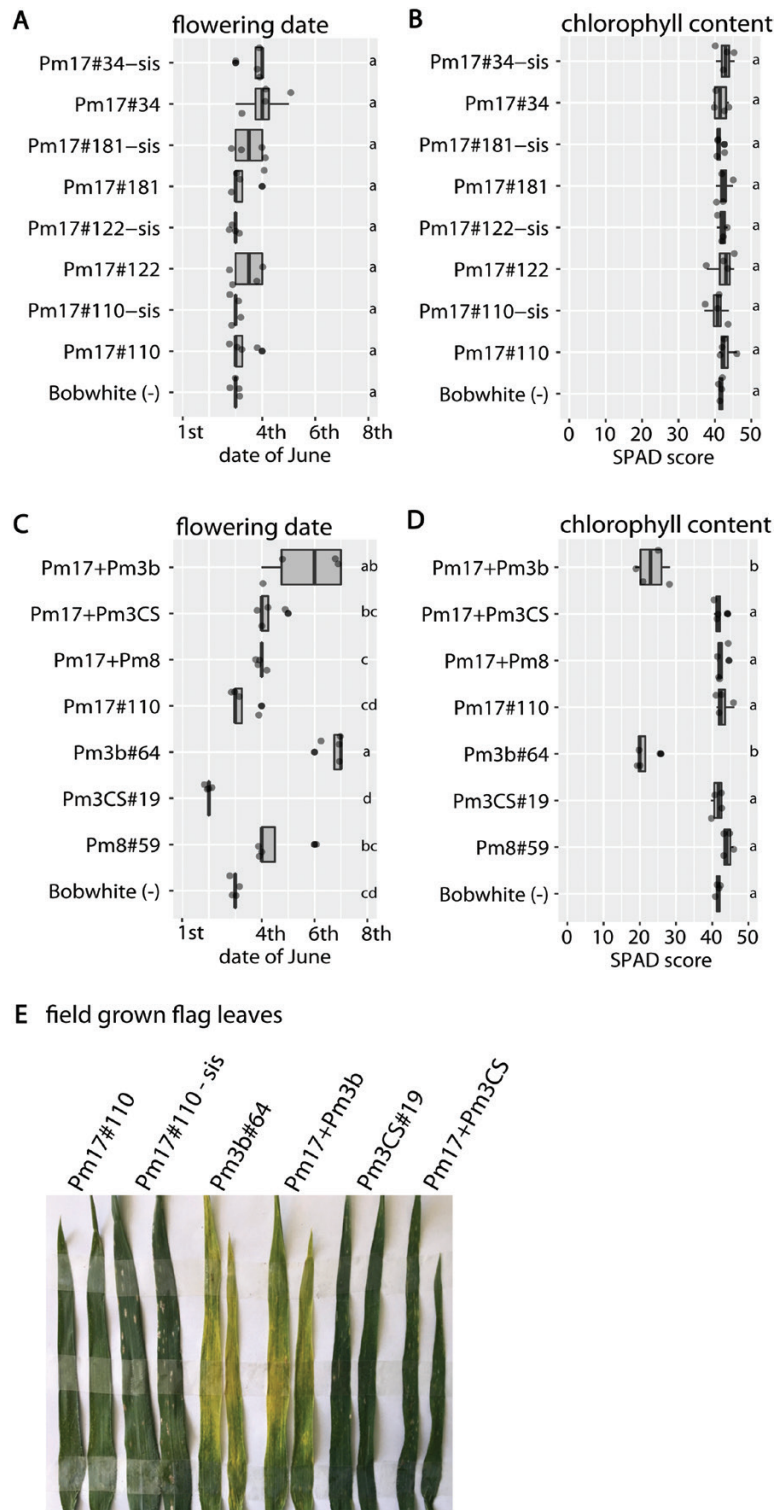 A flowering date
Pm17#34−sis a
Pm17#34 a
Pm17#181−sis a
Pm17#181 a
Pm17#122−sis a
Pm17#122 a
Pm17#110−sis a
Pm17#110 a
Bobwhite (-) a
1st 4th 6th 8th
date of June
B chlorophyll content
Pm17#34−sis a
Pm17#34 a
Pm17#181−sis a
Pm17#181 a
Pm17#122−sis a
Pm17#122 a
Pm17#110−sis a
Pm17#110 a
Bobwhite (-) a
0 10 20 30 40 50
SPAD score
C flowering date
Pm17+Pm3b ab
Pm17+Pm3CS bc
Pm17+Pm8 c
Pm17#110 cd
Pm3b#64 a
Pm3CS#19 d
Pm8#59 bc
Bobwhite (-) cd
1st 4th 6th 8th
date of June
D chlorophyll content
Pm17+Pm3b b
Pm17+Pm3CS a
Pm17+Pm8 a
Pm17#110 a
Pm3b#64 b
Pm3CS#19 a
Pm8#59 a
Bobwhite (-) a
0 10 20 30 40 50
SPAD score
E field grown flag leaves
Pm17#110
Pm17#110 - sis
Pm3b#64
Pm17+Pm3b
Pm3CS#19
Pm17+Pm3CS